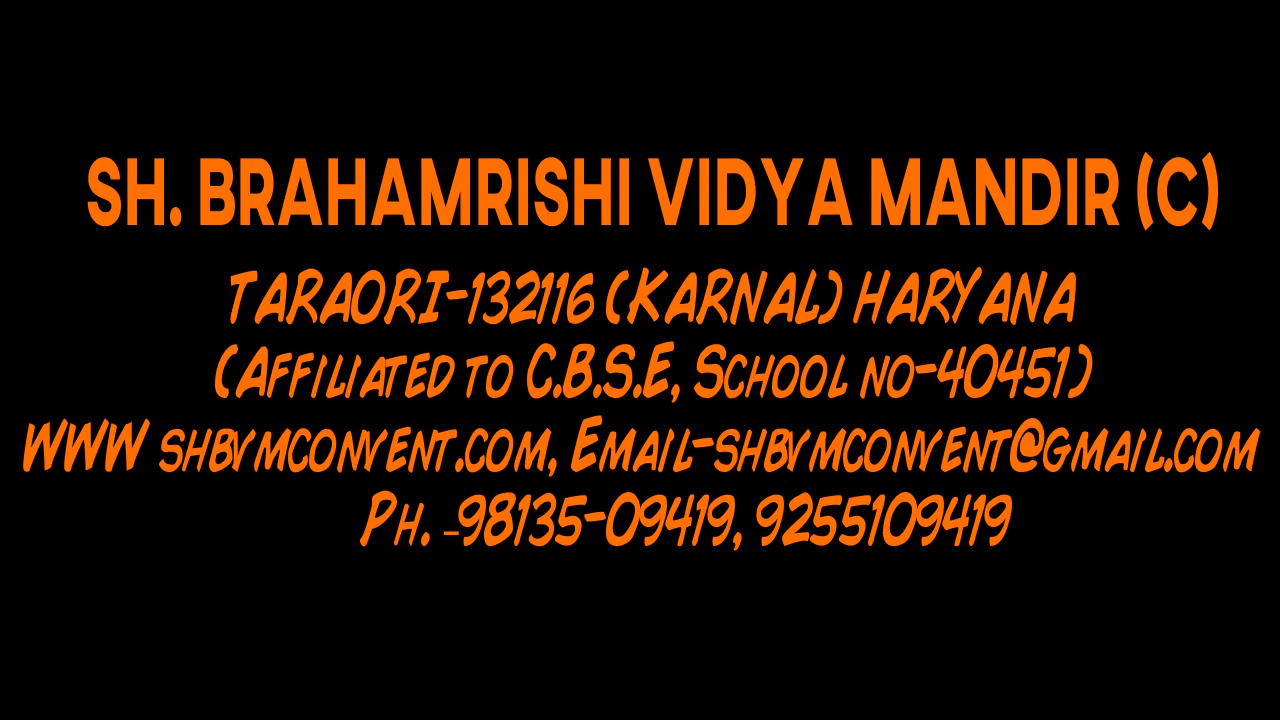 SH. BRAHAMRISHI VIDYA MANDIR (C)
TARAORI-132116 (KARNAL) HARYANA
(AFFILIATED TO C.B.S.E, SCHOOL NO-40451)
WWW SHBVMCONVENT.COM, EMAIL-SHBVMCONVENT@GMAIL.COM
PH. -98135-09419, 9255109419